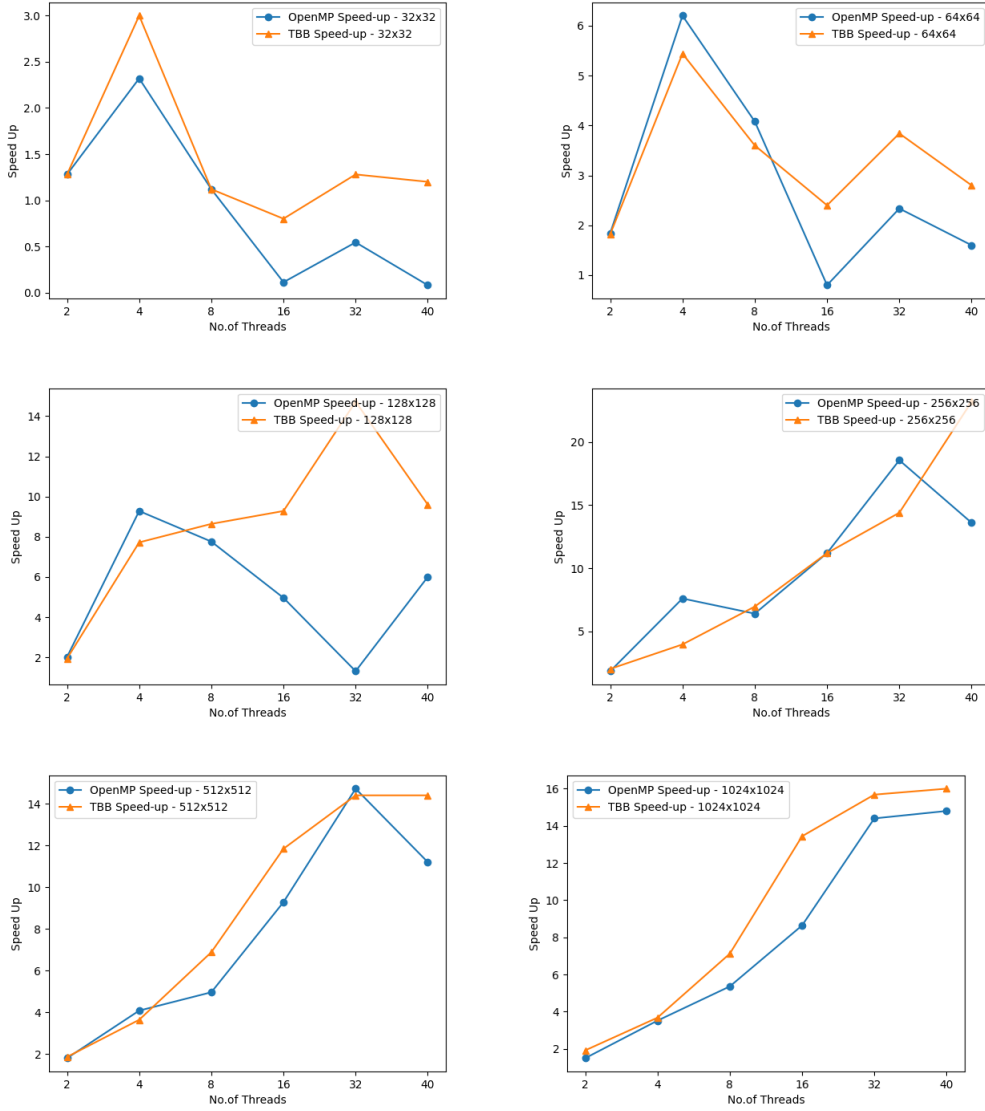 OpenMP Speed-up - 32x32
TBB Speed-up - 32x32
3.0
2.5
2.0
1.5
1.0
0.5
0.0
Speed Up
2 4 8 16 32 40
No.of Threads
OpenMP Speed-up - 64x64
TBB Speed-up - 64x64
6
5
4
3
2
1
Speed Up
2 4 8 16 32 40
No.of Threads
OpenMP Speed-up - 128x128
TBB Speed-up - 128x128
14
12
10
8
6
4
2
Speed Up
2 4 8 16 32 40
No.of Threads
OpenMP Speed-up - 256x256
TBB Speed-up - 256x256
20
15
10
5
Speed Up
2 4 8 16 32 40
No.of Threads
OpenMP Speed-up - 512x512
TBB Speed-up - 512x512
14
12
10
8
6
4
2
Speed Up
2 4 8 16 32 40
No.of Threads
OpenMP Speed-up - 1024x1024
TBB Speed-up - 1024x1024
16
14
12
10
8
6
4
2
Speed Up
2 4 8 16 32 40
No.of Threads